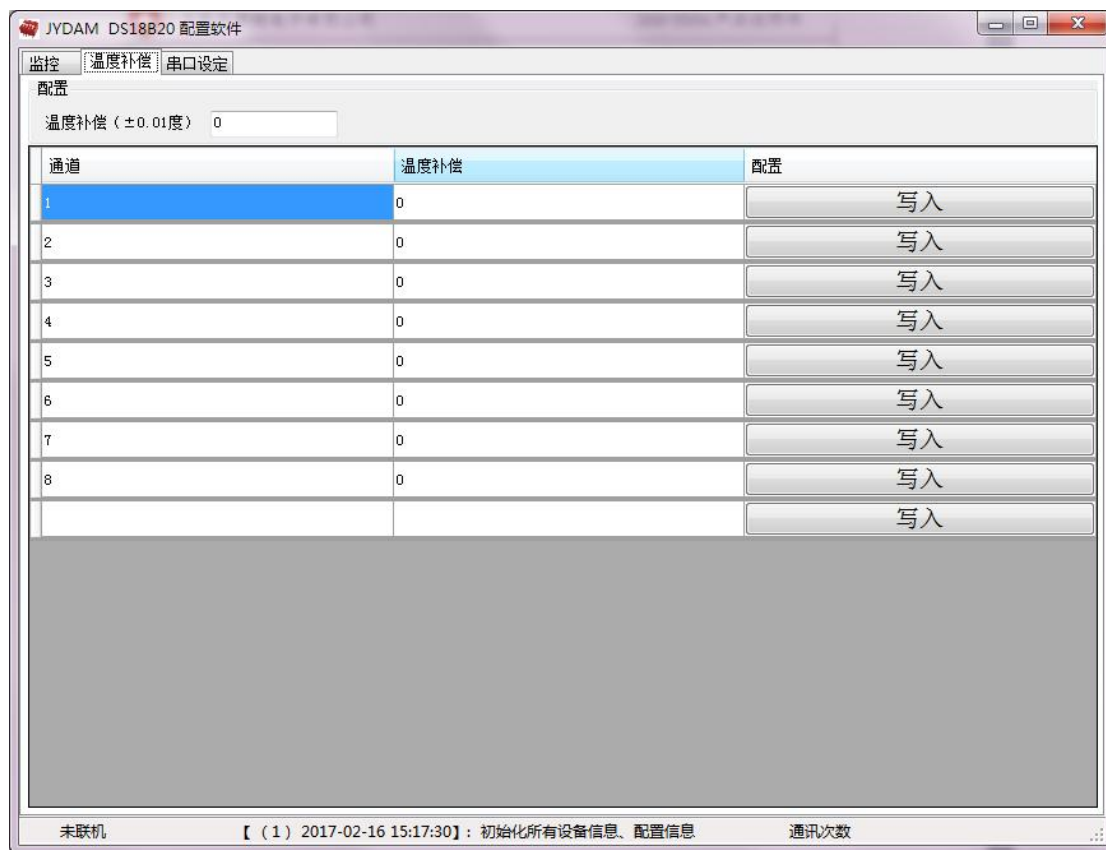 JYDAM DS18B20 配置软件
监控 温度补偿 串口设定
配置
温度补偿（±0.01度） 0
通道 温度补偿 配置
1 0 写入
2 0 写入
3 0 写入
4 0 写入
5 0 写入
6 0 写入
7 0 写入
8 0 写入
写入
未联机 【（1）2017-02-16 15:17:30】：初始化所有设备信息、配置信息 通讯次数